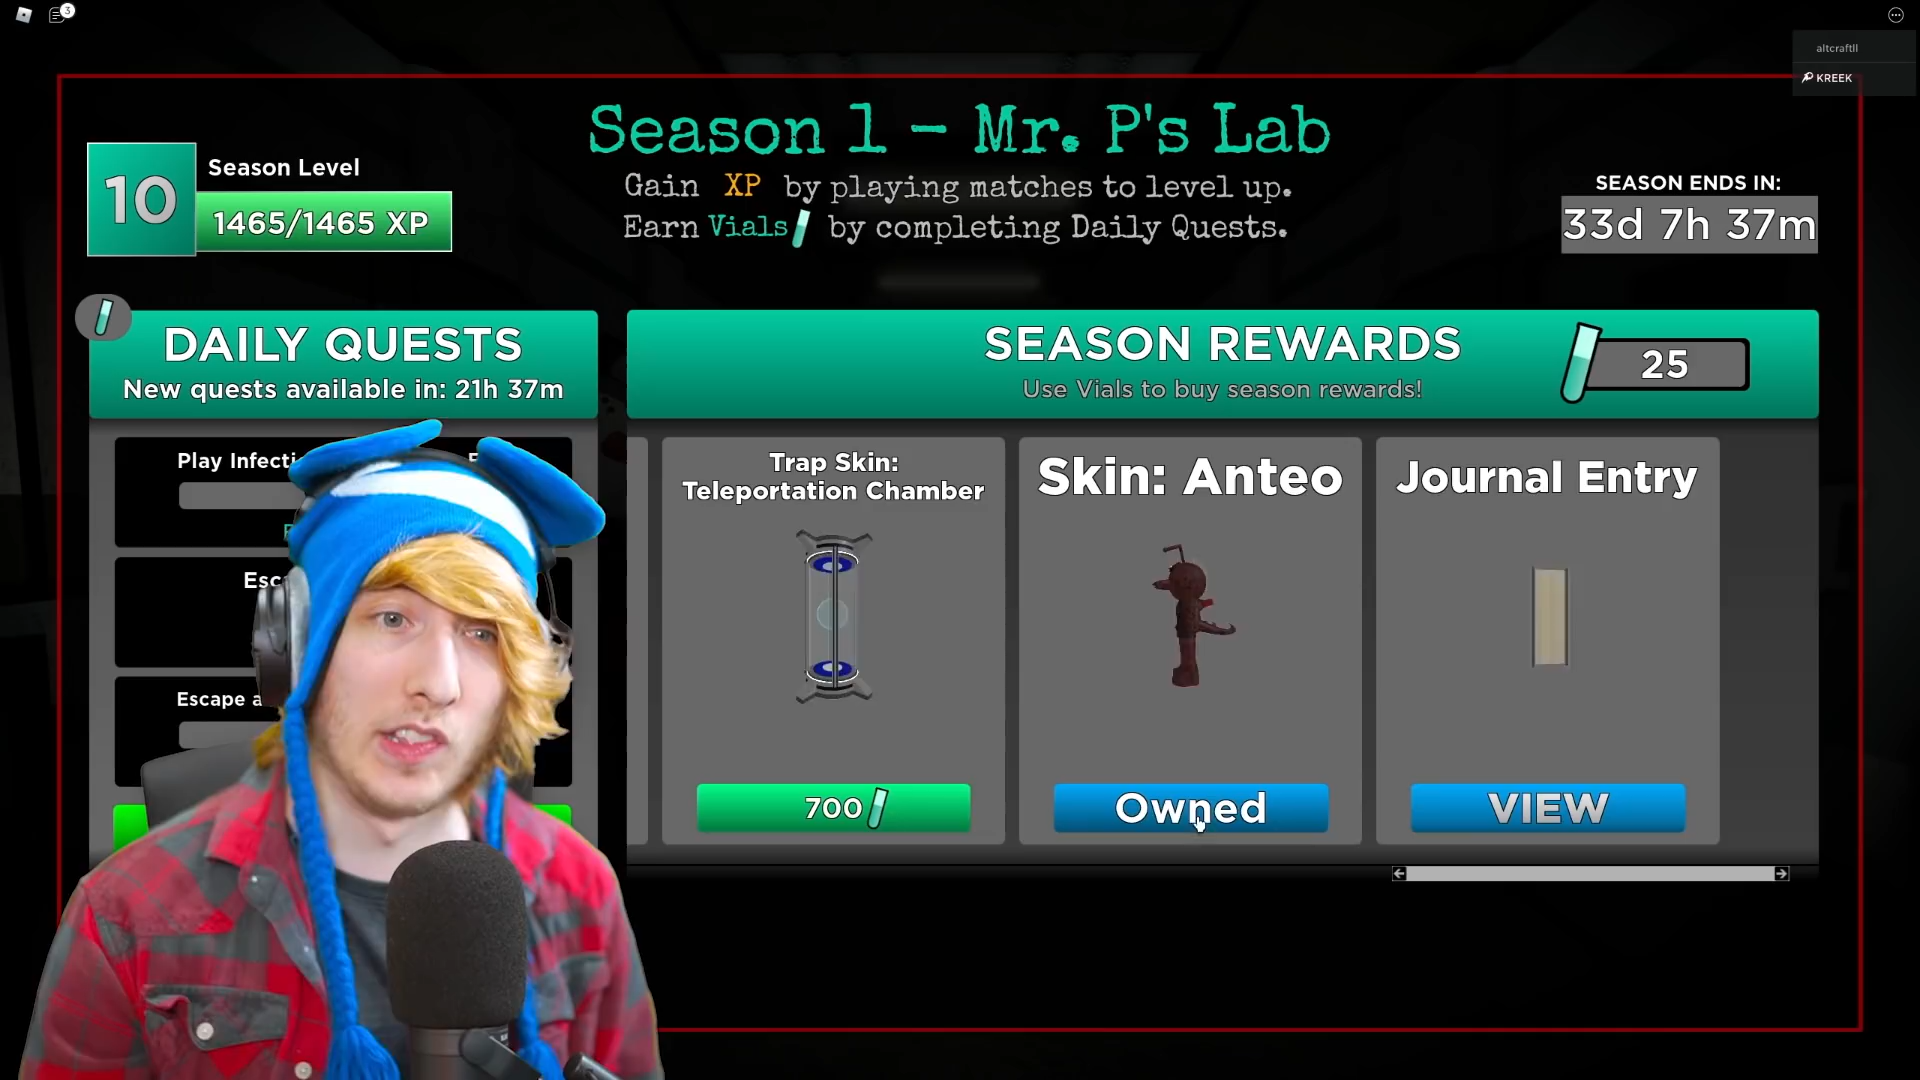 3
altcraftll
KREEK
Season 1 - Mr. P's Lab
Gain XP by playing matches to level up.
Earn Vials by completing Daily Quests.
10
Season Level
1465/1465 XP
SEASON ENDS IN:
33d 7h 37m
DAILY QUESTS
New quests available in: 21h 37m
SEASON REWARDS
Use Vials to buy season rewards!
25
Play
Escape
Trap Skin:
Teleportation Chamber
700
Skin: Anteo
Owned
Journal Entry
VIEW